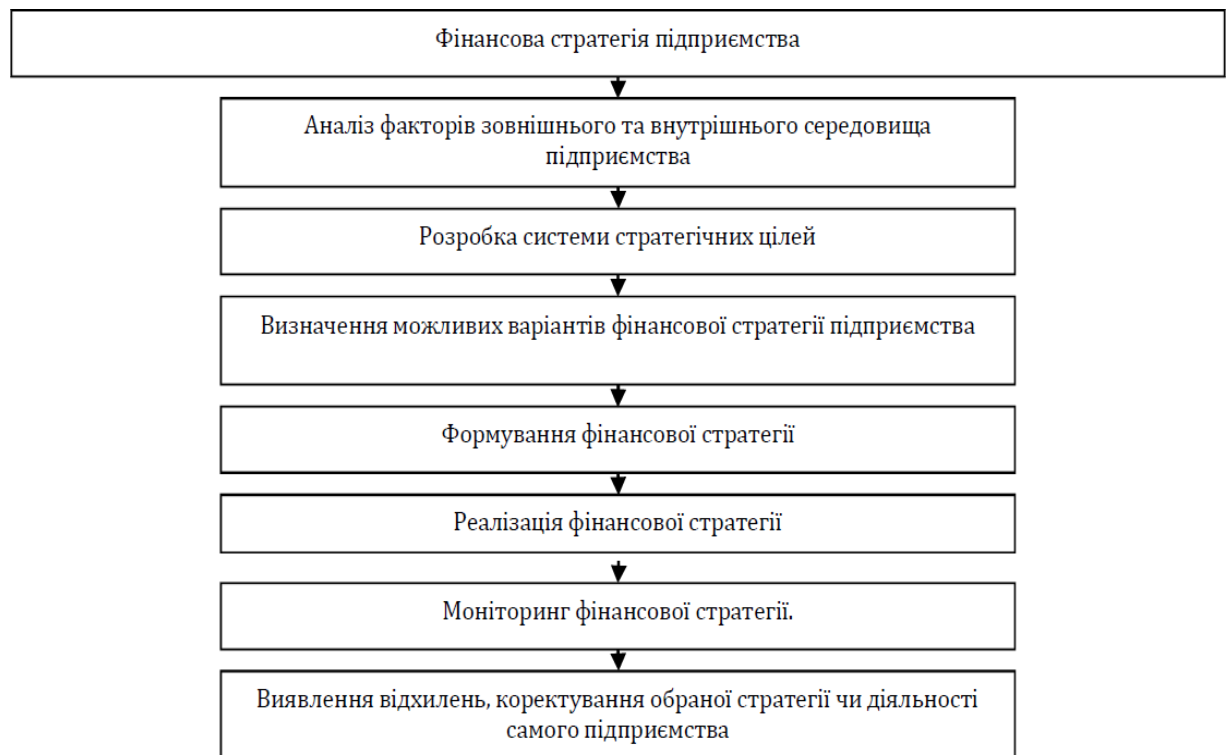 Фінансова стратегія підприємства
Аналіз факторів зовнішнього та внутрішнього середовища
підприємства
Розробка системи стратегічних цілей
Визначення можливих варіантів фінансової стратегії підприємства
Формування фінансової стратегії
Реалізація фінансової стратегії
Моніторинг фінансової стратегії.
Виявлення відхилень, коректування обраної стратегії чи діяльності
самого підприємства